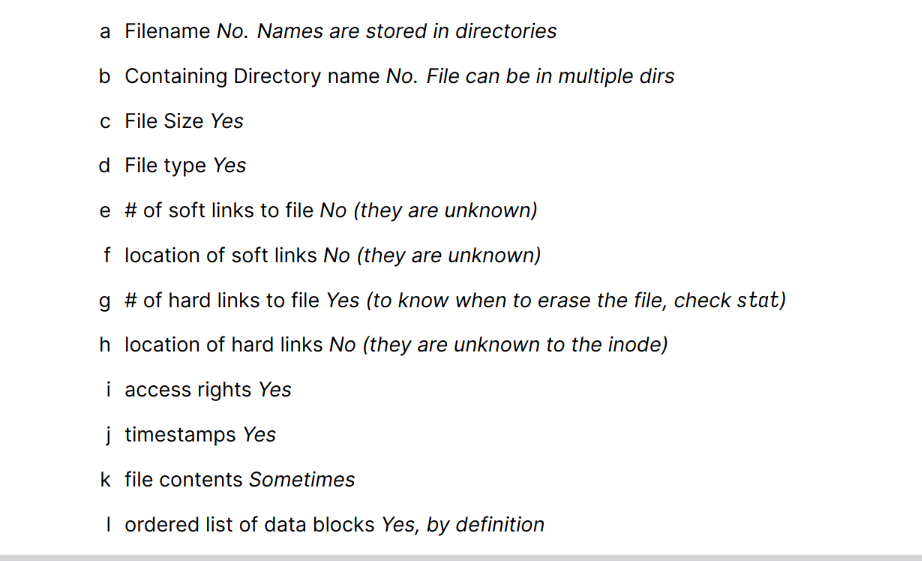 a Filename No. Names are stored in directories
b Containing Directory name No. File can be in multiple dirs
c File Size Yes
d File type Yes
e # of soft links to file No (they are unknown)
f location of soft links No (they are unknown)
g # of hard links to file Yes (to know when to erase the file, check stat)
h location of hard links No (they are unknown to the inode)
i access rights Yes
j timestamps Yes
k file contents Sometimes
l ordered list of data blocks Yes, by definition